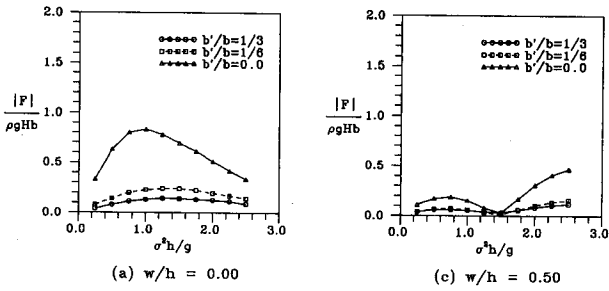 2.0
1.5
1.0
0.5
0.0
|F|
ρgHb
b'/b=1/3
b'/b=1/6
b'/b=0.0
0.0
1.0
2.0
3.0
σ²h/g
(a) w/h = 0.00
2.0
1.5
1.0
0.5
0.0
|F|
ρgHb
b'/b=1/3
b'/b=1/6
b'/b=0.0
0.0
1.0
2.0
3.0
σ²h/g
(c) w/h = 0.50